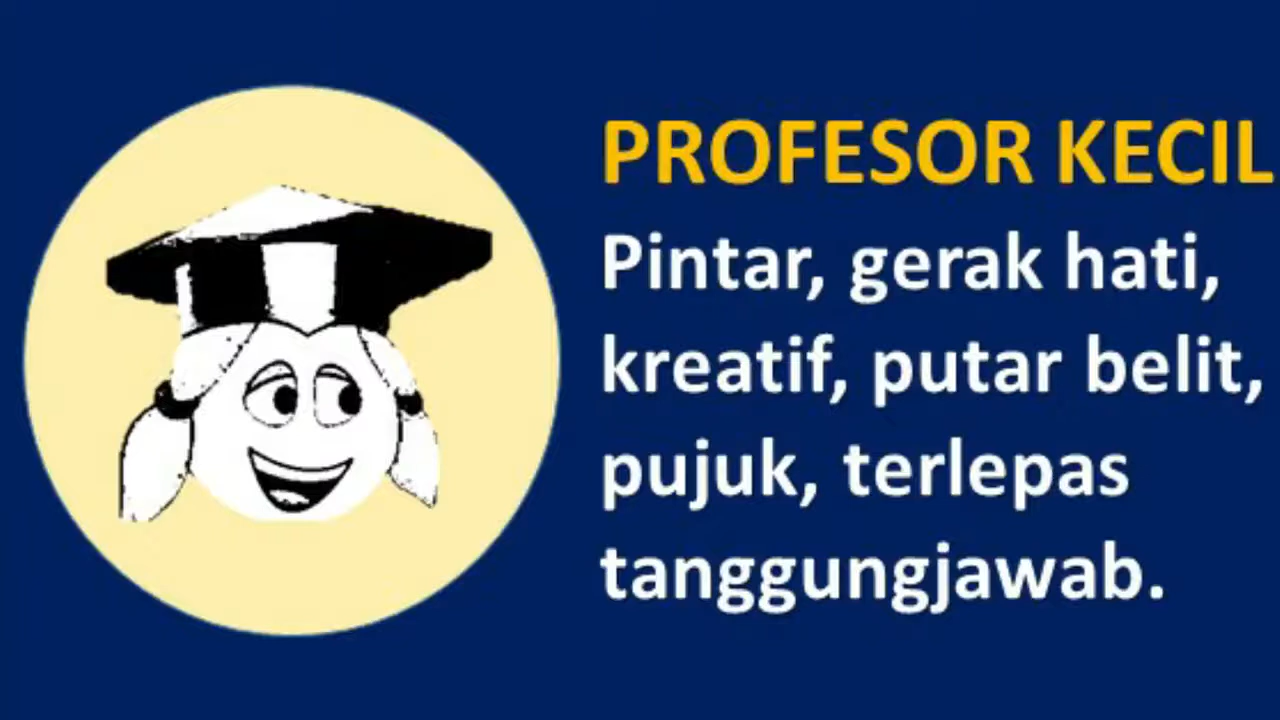 PROFESOR KECIL
Pintar, gerak hati,
kreatif, putar belit,
pujuk, terlepas
tanggungjawab.